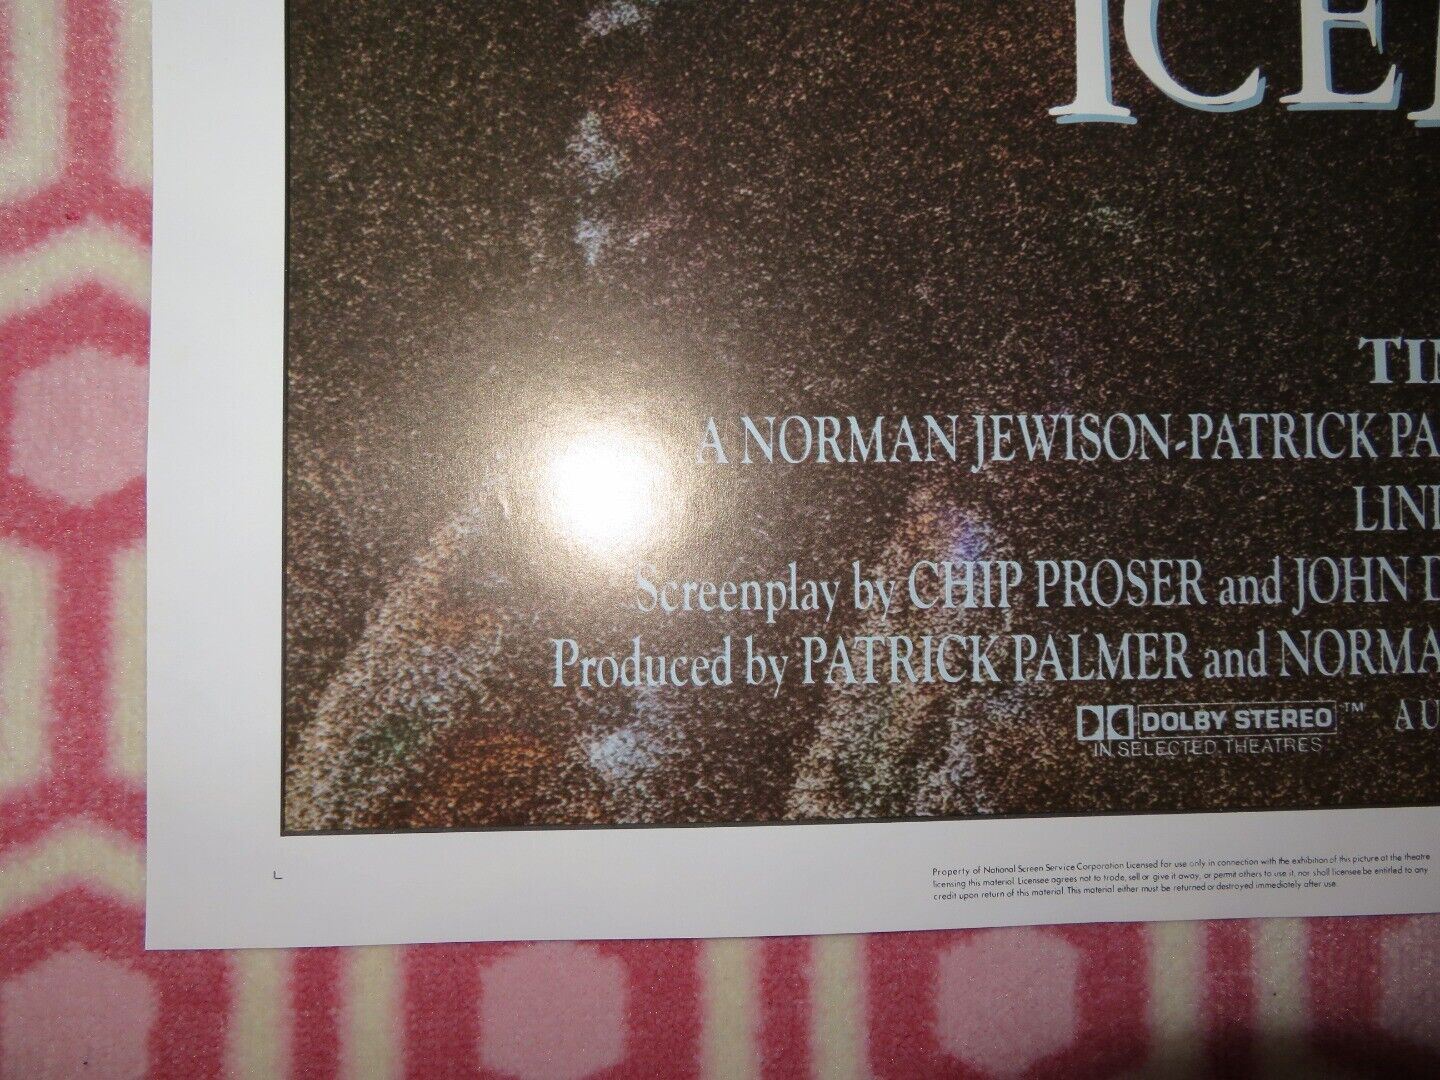 ICE
TI
A NORMAN JEWISON-PATRICK PA
LIN
Screenplay by CHIP PROSER and JOHN D
Produced by PATRICK PALMER and NORMA
DOLBY STEREO™ AU
IN SELECTED THEATRES
Property of National Screen Service Corporation Licensed for use only in connection with the exhibition of this picture at the theatre
licensing this material. Licensee agrees not to trade, sell or give it away, or permit others to use it, nor shall licensee be entitled to any
credit upon return of this material. This material either must be returned or destroyed immediately after use.